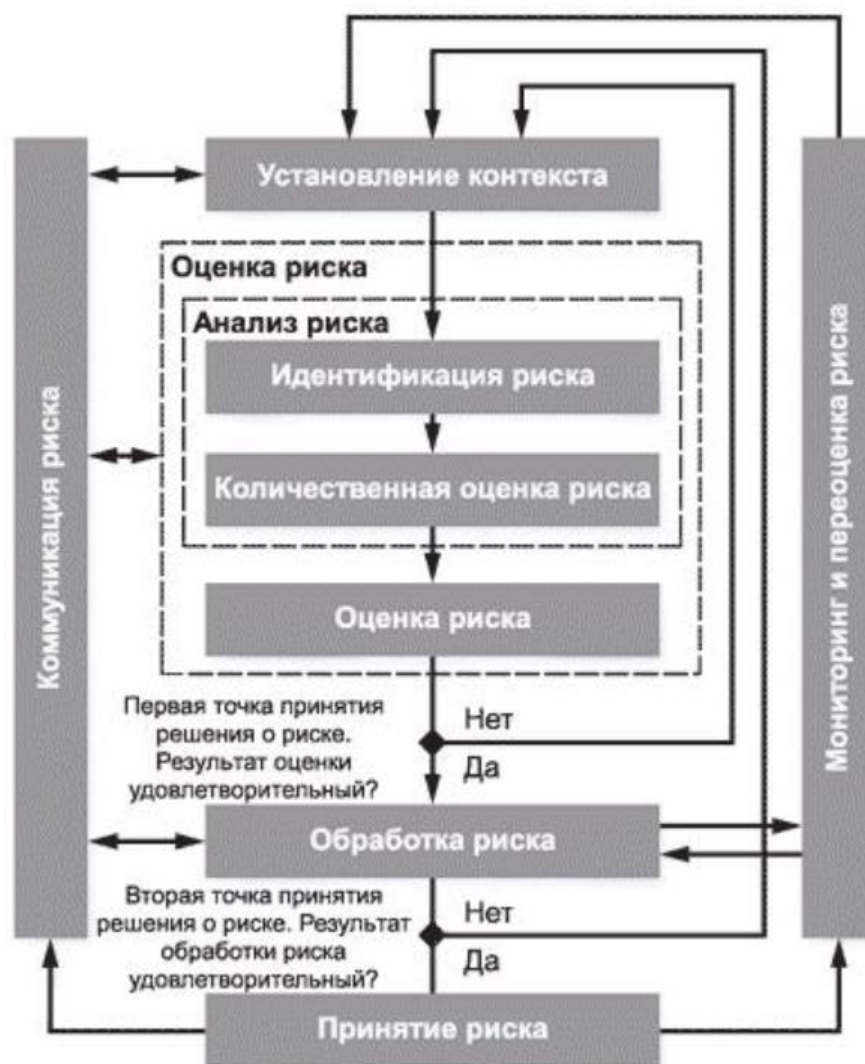 Установление контекста
Оценка риска
Анализ риска
Идентификация риска
Количественная оценка риска
Оценка риска
Первая точка принятия
решения о риске.
Результат оценки
удовлетворительный?
Нет
Да
Обработка риска
Вторая точка принятия
решения о риске. Результат
обработки риска
удовлетворительный?
Нет
Да
Принятие риска
Коммуникация риска
Мониторинг и переоценка риска